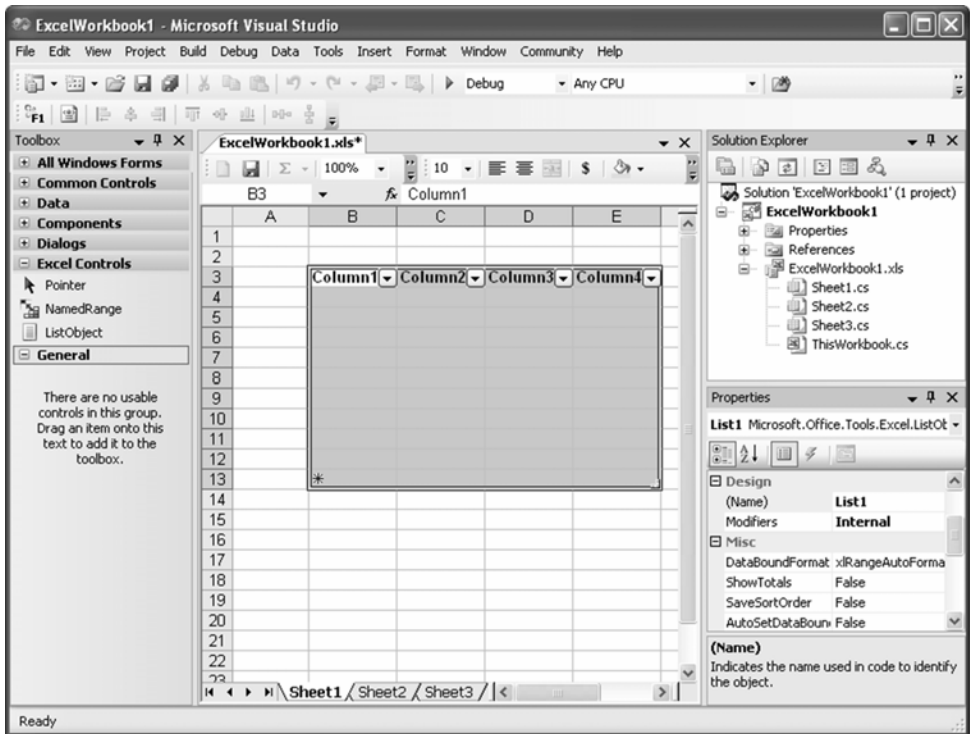 ExcelWorkbook1 - Microsoft Visual Studio
File Edit View Project Build Debug Data Tools Insert Format Window Community Help
Debug Any CPU
F1
Toolbox
All Windows Forms
Common Controls
Data
Components
Dialogs
Excel Controls
Pointer
NamedRange
ListObject
General
There are no usable
controls in this group.
Drag an item onto this
text to add it to the
toolbox.
ExcelWorkbook1.xls*
Σ 100% 10 $
B3 fx Column1
A B C D E
1
2
3 Column1 Column2 Column3 Column4
4
5
6
7
8
9
10
11
12
13 *
14
15
16
17
18
19
20
21
22
23
Sheet1 Sheet2 Sheet3
Solution Explorer
Solution 'ExcelWorkbook1' (1 project)
ExcelWorkbook1
Properties
References
ExcelWorkbook1.xls
Sheet1.cs
Sheet2.cs
Sheet3.cs
ThisWorkbook.cs
Properties
List1 Microsoft.Office.Tools.Excel.ListOb
Design
(Name) List1
Modifiers Internal
Misc
DataBoundFormat xlRangeAutoForma
ShowTotals False
SaveSortOrder False
AutoSetDataBoun False
(Name)
Indicates the name used in code to identify
the object.
Ready